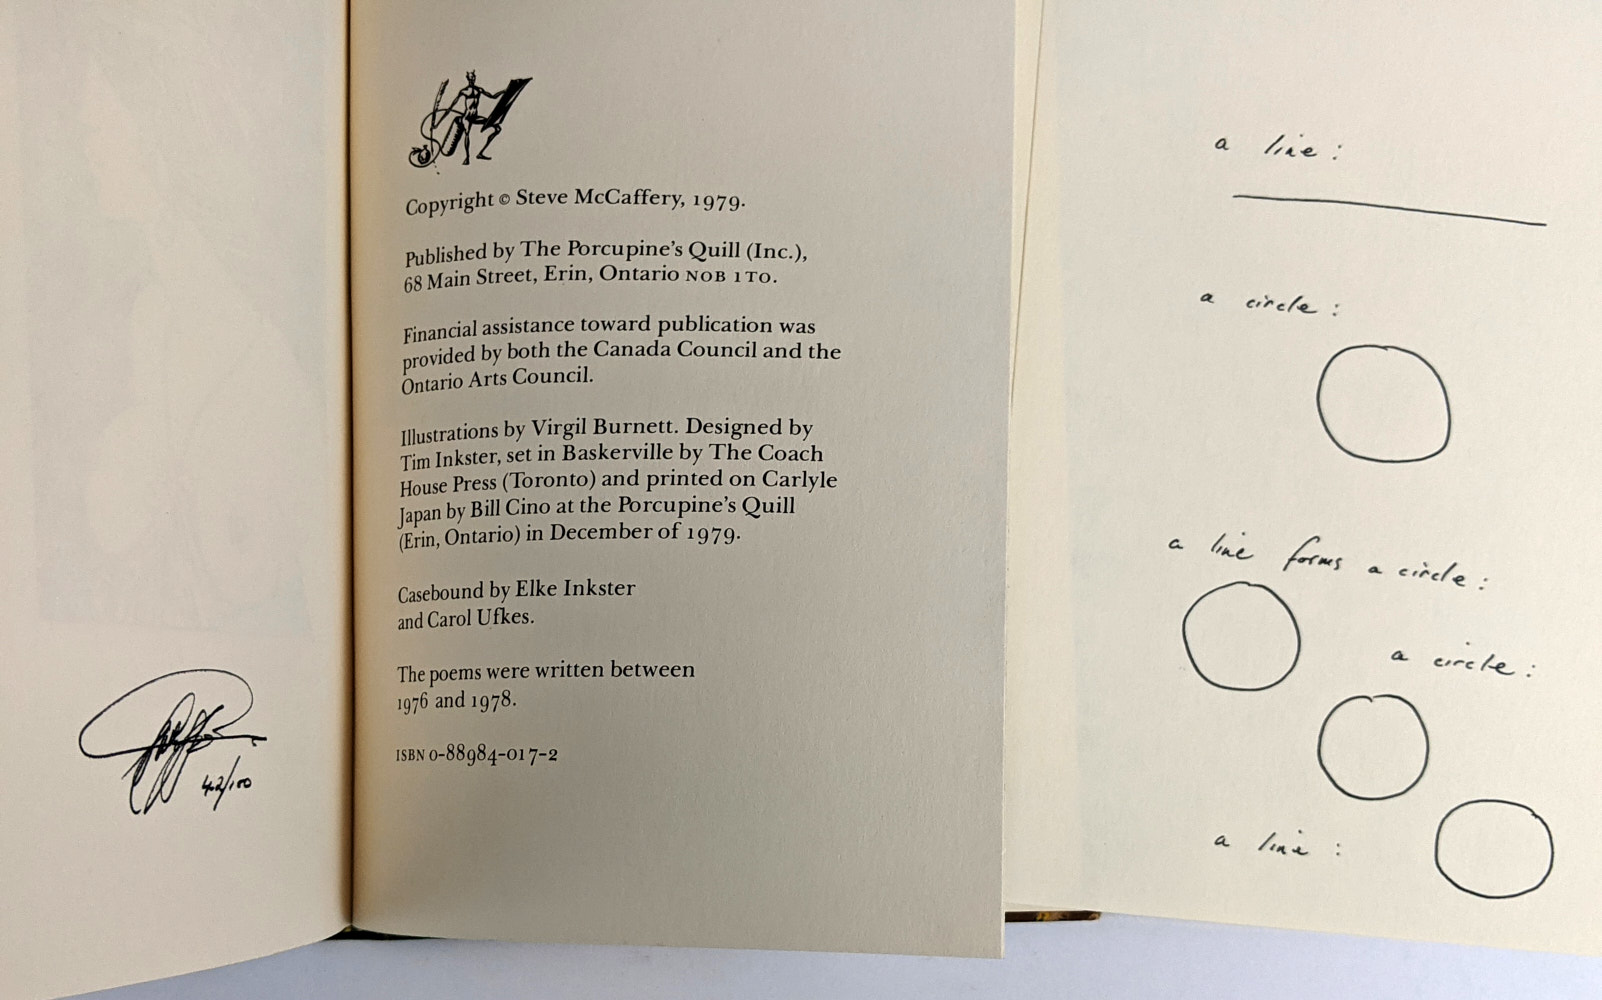 42/100
Copyright © Steve McCaffery, 1979.
Published by The Porcupine's Quill (Inc.),
68 Main Street, Erin, Ontario NOB 1TO.
Financial assistance toward publication was
provided by both the Canada Council and the
Ontario Arts Council.
Illustrations by Virgil Burnett. Designed by
Tim Inkster, set in Baskerville by The Coach
House Press (Toronto) and printed on Carlyle
Japan by Bill Cino at the Porcupine's Quill
(Erin, Ontario) in December of 1979.
Casebound by Elke Inkster
and Carol Ufkes.
The poems were written between
1976 and 1978.
ISBN 0-88984-017-2
a line:
a circle:
a line forms a circle:
a circle:
a line: